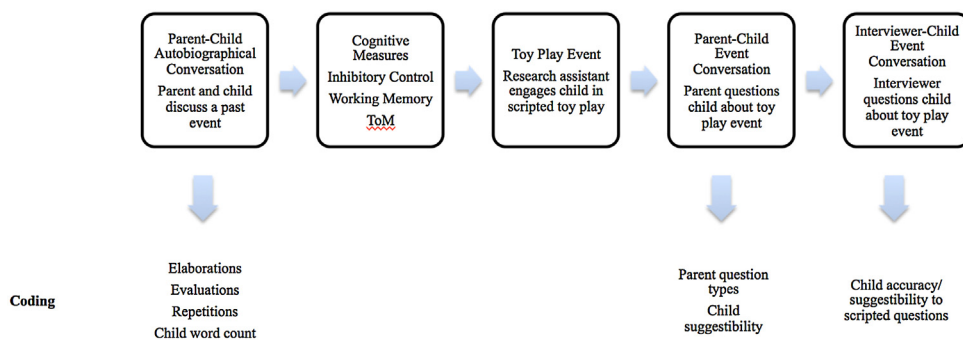 Parent-Child
Autobiographical
Conversation
Parent and child
discuss a past
event
Cognitive
Measures
Inhibitory Control
Working Memory
ToM
Toy Play Event
Research assistant
engages child in
scripted toy play
Parent-Child
Event
Conversation
Parent questions
child about toy
play event
Interviewer-Child
Event
Conversation
Interviewer
questions child
about toy play
event
Coding
Elaborations
Evaluations
Repetitions
Child word count
Parent question
types
Child
suggestibility
Child accuracy/
suggestibility to
scripted questions